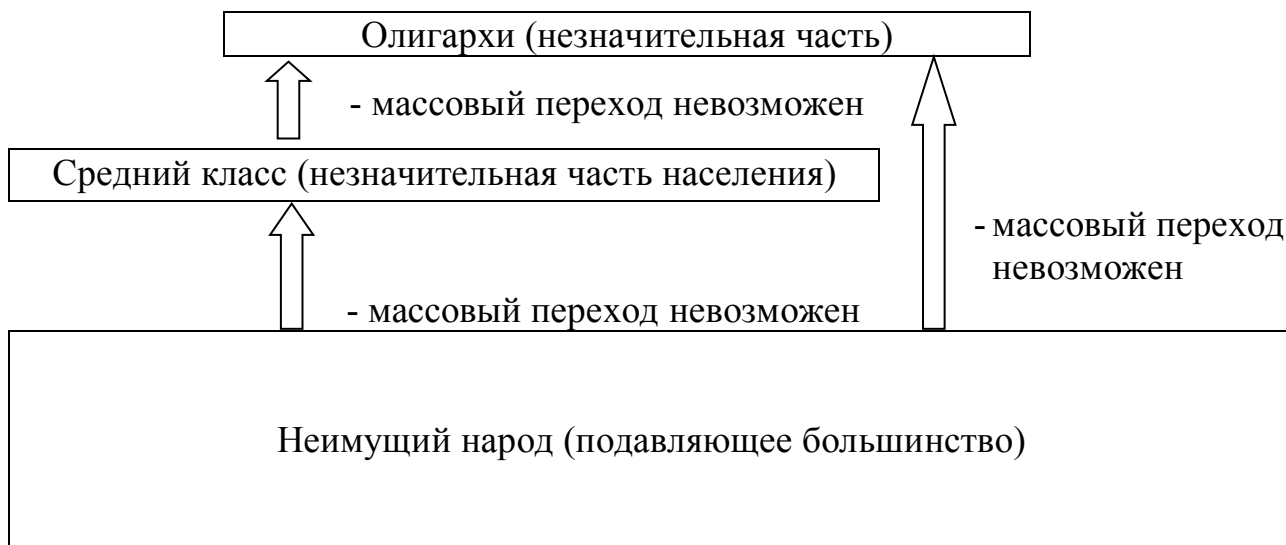 Олигархи (незначительная часть)
- массовый переход невозможен
Средний класс (незначительная часть населения)
- массовый переход
невозможен
- массовый переход невозможен
Неимущий народ (подавляющее большинство)